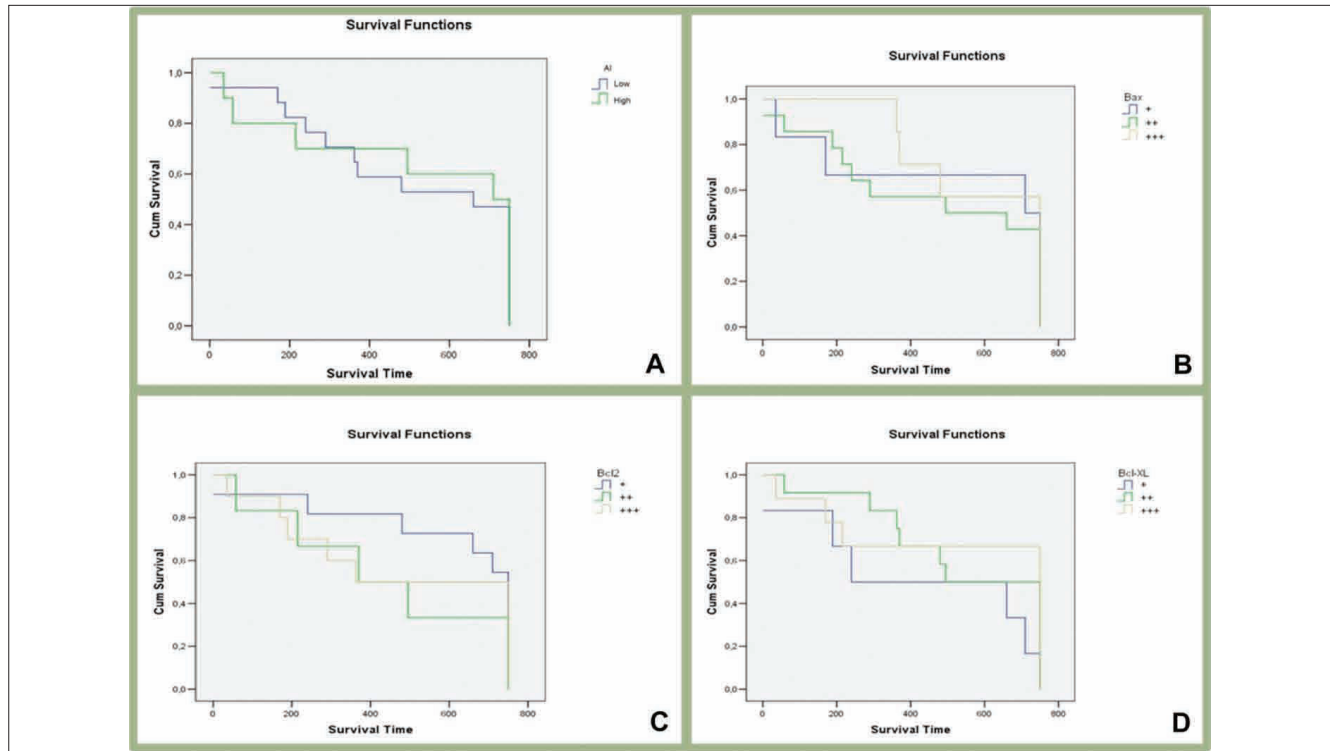 Survival Functions
AI
Low
High
1,0
0,8
0,6
0,4
0,2
0,0
Cum Survival
0
200
400
600
800
Survival Time
A
Survival Functions
Bax
+
++
+++
1,0
0,8
0,6
0,4
0,2
0,0
Cum Survival
0
200
400
600
800
Survival Time
B
Survival Functions
Bcl2
+
++
+++
1,0
0,8
0,6
0,4
0,2
0,0
Cum Survival
0
200
400
600
800
Survival Time
C
Survival Functions
Bcl-XL
+
++
+++
1,0
0,8
0,6
0,4
0,2
0,0
Cum Survival
0
200
400
600
800
Survival Time
D